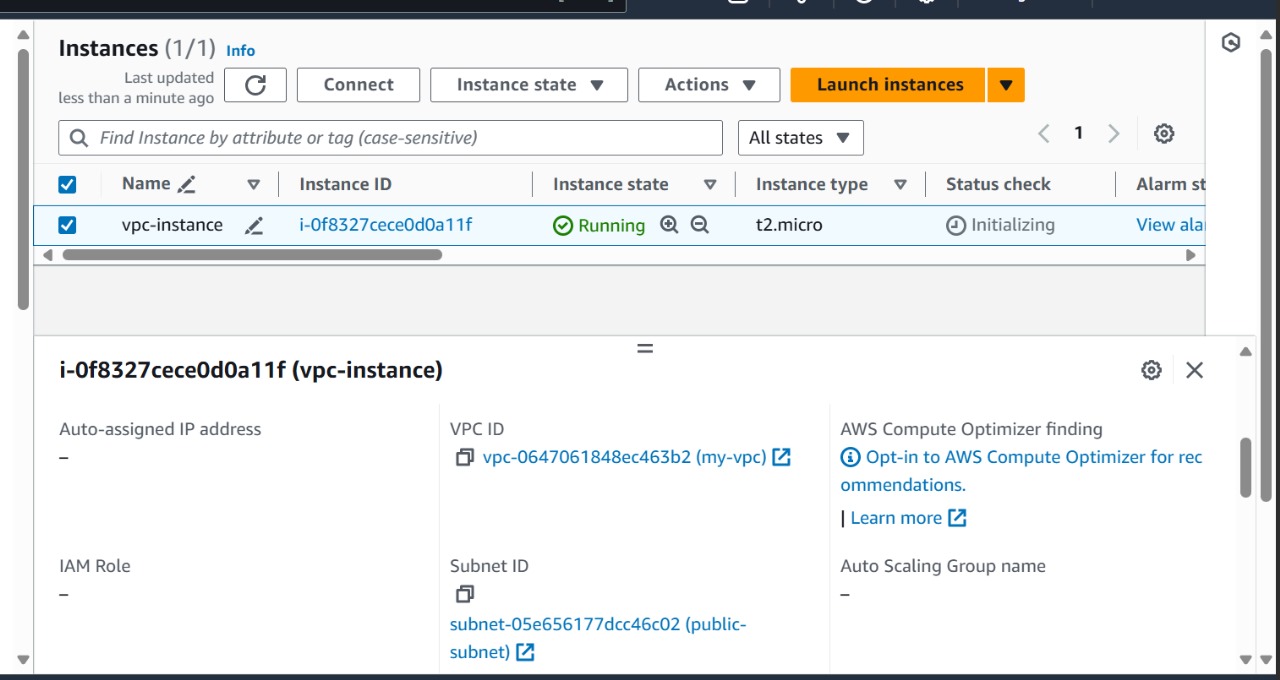 Instances (1/1) Info
Last updated
less than a minute ago
Connect
Instance state
Actions
Launch instances
Find Instance by attribute or tag (case-sensitive)
All states
1
Name Instance ID Instance state Instance type Status check Alarm st
vpc-instance i-0f8327cece0d0a11f Running t2.micro Initializing View ala
i-0f8327cece0d0a11f (vpc-instance)
Auto-assigned IP address
–
VPC ID
vpc-0647061848ec463b2 (my-vpc)
AWS Compute Optimizer finding
Opt-in to AWS Compute Optimizer for rec
ommendations.
| Learn more
IAM Role
–
Subnet ID
subnet-05e656177dcc46c02 (public-
subnet)
Auto Scaling Group name
–